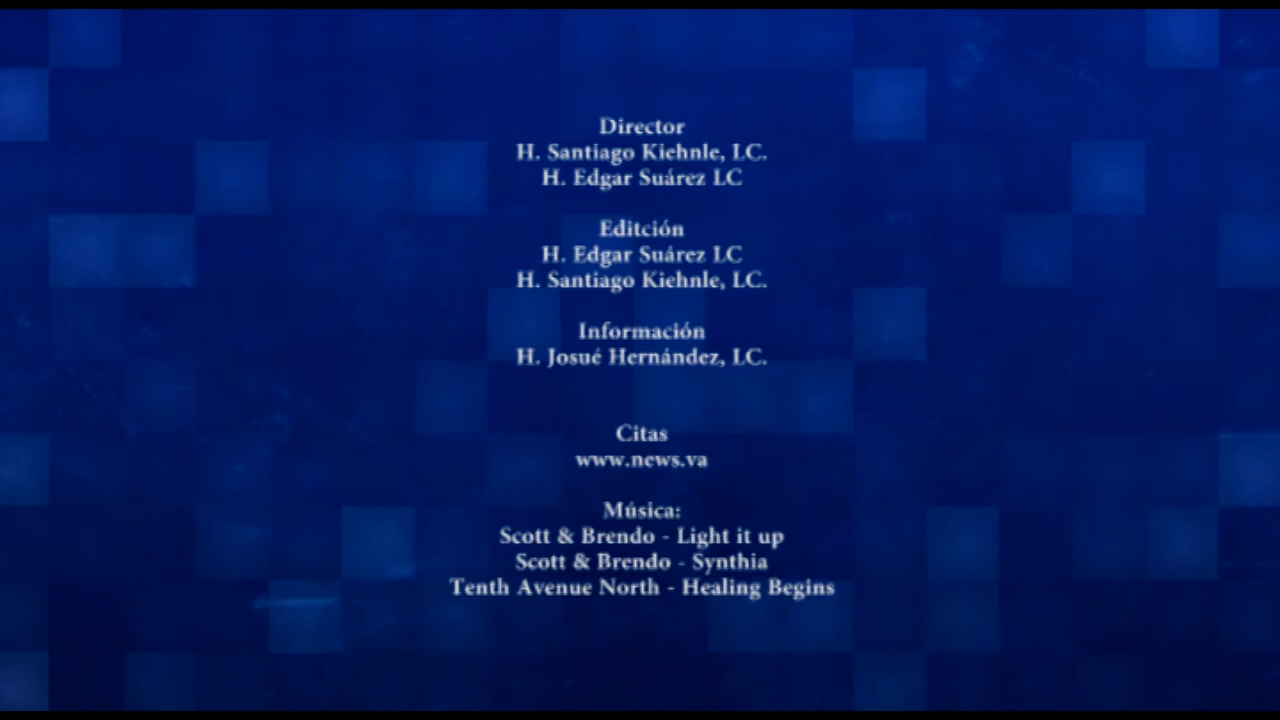 Director
H. Santiago Kiehnle, LC.
H. Edgar Suárez LC
Editción
H. Edgar Suárez LC
H. Santiago Kiehnle, LC.
Información
H. Josué Hernández, LC.
Citas
www.news.va
Música:
Scott & Brendo - Light it up
Scott & Brendo - Synthia
Tenth Avenue North - Healing Begins